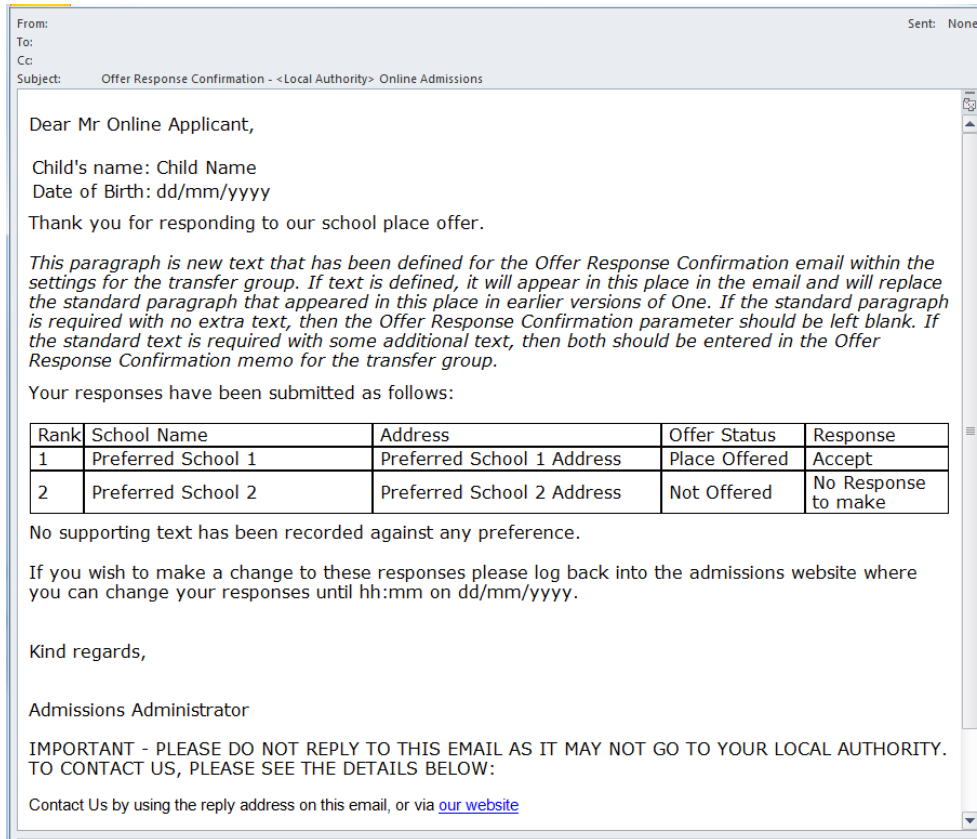 From: Sent: None
To:
Cc:
Subject: Offer Response Confirmation - <Local Authority> Online Admissions
Dear Mr Online Applicant,
Child's name: Child Name
Date of Birth: dd/mm/yyyy
Thank you for responding to our school place offer.
This paragraph is new text that has been defined for the Offer Response Confirmation email within the
settings for the transfer group. If text is defined, it will appear in this place in the email and will replace
the standard paragraph that appeared in this place in earlier versions of One. If the standard paragraph
is required with no extra text, then the Offer Response Confirmation parameter should be left blank. If
the standard text is required with some additional text, then both should be entered in the Offer
Response Confirmation memo for the transfer group.
Your responses have been submitted as follows:
Rank School Name Address Offer Status Response
1 Preferred School 1 Preferred School 1 Address Place Offered Accept
2 Preferred School 2 Preferred School 2 Address Not Offered No Response
to make
No supporting text has been recorded against any preference.
If you wish to make a change to these responses please log back into the admissions website where
you can change your responses until hh:mm on dd/mm/yyyy.
Kind regards,
Admissions Administrator
IMPORTANT - PLEASE DO NOT REPLY TO THIS EMAIL AS IT MAY NOT GO TO YOUR LOCAL AUTHORITY.
TO CONTACT US, PLEASE SEE THE DETAILS BELOW:
Contact Us by using the reply address on this email, or via our website